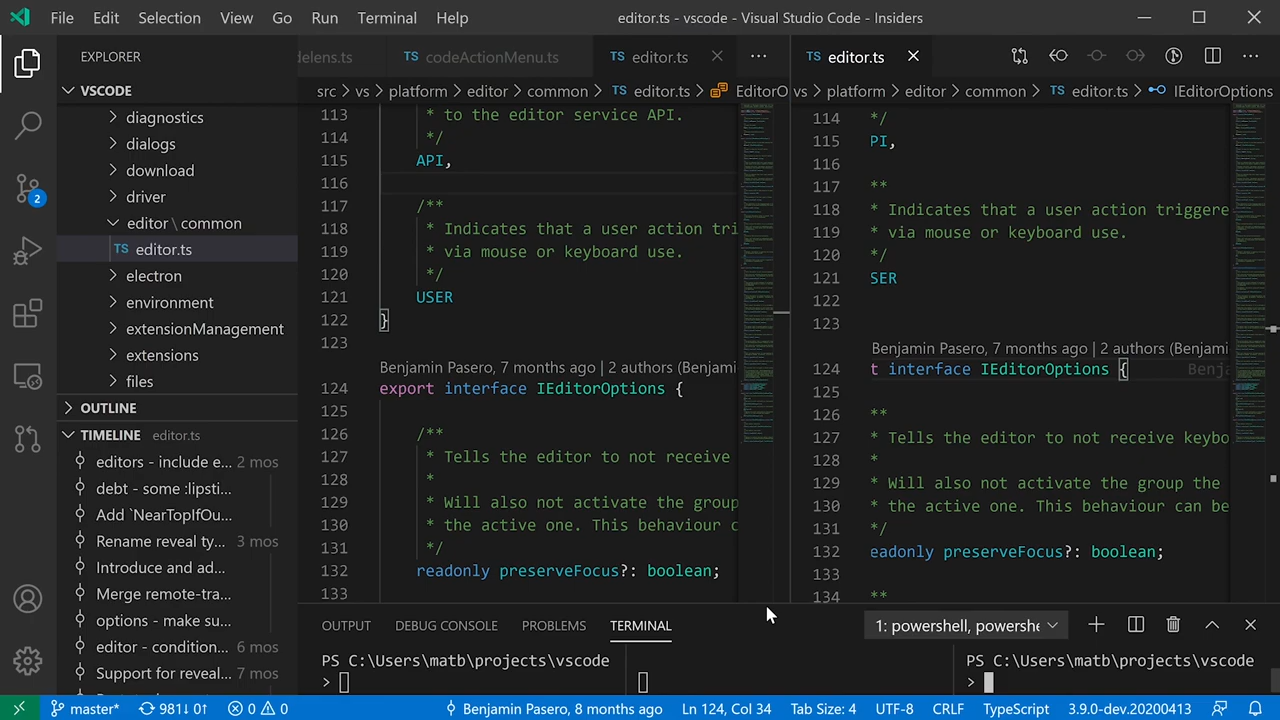 File Edit Selection View Go Run Terminal Help editor.ts - vscode - Visual Studio Code - Insiders
EXPLORER
VSCODE
diagnostics
dialogs
download
driver
editor \ common
TS editor.ts
electron
environment
extensionManagement
extensions
files
OUTLINE
TIMELINE editor.ts
editors - include e... 2 mos
debt - some :lipsti...
Add `NearTopIfOu...
Rename reveal ty... 3 mos
Introduce and ad...
Merge remote-tra...
options - make su...
editor - condition... 6 mos
Support for reveal... 7 mos
2
delens.ts TS codeActionMenu.ts TS editor.ts
src > vs > platform > editor > common > TS editor.ts > EditorO
113 * to the editor service API.
114 */
115 API,
116
117 /**
118 * Indicates that a user action tri
119 * via mouse or keyboard use.
120 */
121 USER
122 }
123
Benjamin Pasero, 7 months ago | 2 authors (Benjami
124 export interface IEditorOptions {
125
126 /**
127 * Tells the editor to not receive
128 *
129 * Will also not activate the group
130 * the active one. This behaviour c
131 */
132 readonly preserveFocus?: boolean;
133
TS editor.ts
vs > platform > editor > common > TS editor.ts > IEditorOptions
114 */
115 PI,
116
117 **
118 * Indicates that a user action triggere
119 * via mouse or keyboard use.
120 */
121 SER
122
123
Benjamin Pasero, 7 months ago | 2 authors (Benjami
124 t interface IEditorOptions { Benja
125
126 **
127 * Tells the editor to not receive keybo
128 *
129 * Will also not activate the group the
130 * the active one. This behaviour can be
131 */
132 eadonly preserveFocus?: boolean;
133
134 **
OUTPUT DEBUG CONSOLE PROBLEMS TERMINAL 1: powershell, powershe
PS C:\Users\matb\projects\vscode
>
PS C:\Users\matb\projects\vscode
>
master* 981↓ 0↑ 0 0 Benjamin Pasero, 8 months ago Ln 124, Col 34 Tab Size: 4 UTF-8 CRLF TypeScript 3.9.0-dev.20200413